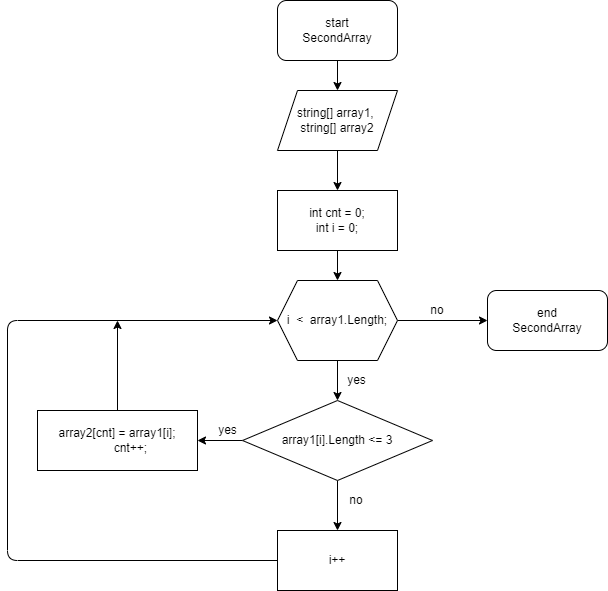 start
SecondArray
string[] array1,
string[] array2
int cnt = 0;
int i = 0;
i < array1.Length;
no
end
SecondArray
yes
array1[i].Length <= 3
yes
array2[cnt] = array1[i];
cnt++;
no
i++